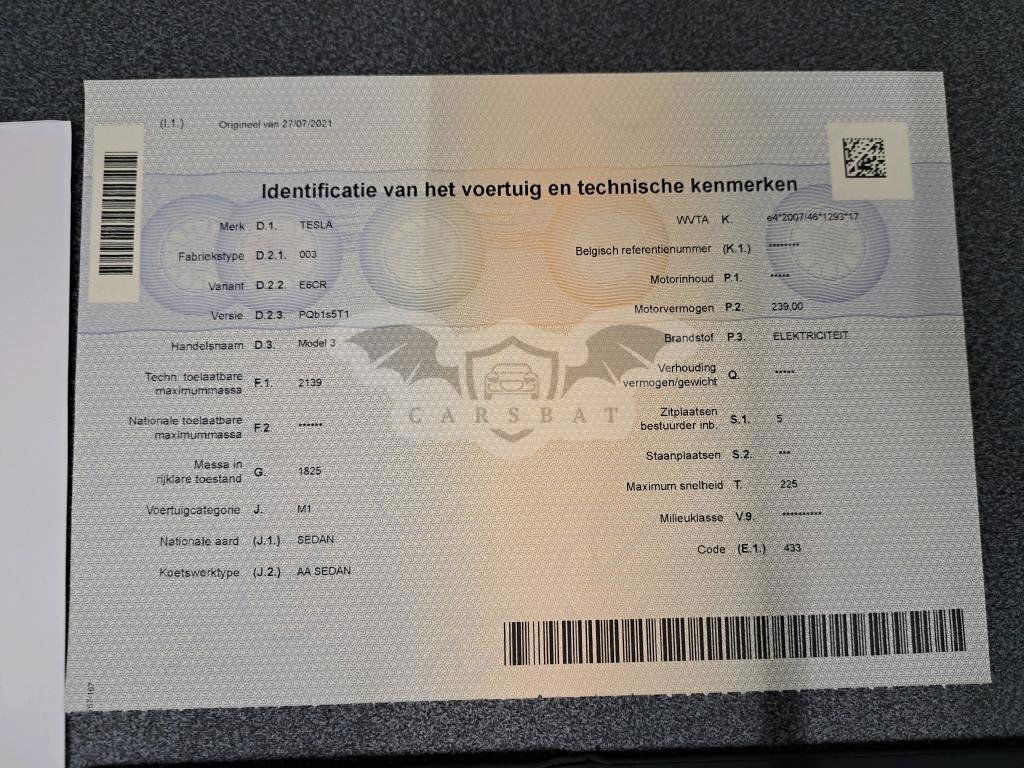 (I.1.) Origineel van 27/07/2021
Identificatie van het voertuig en technische kenmerken
Merk D.1. TESLA
Fabriekstype D.2.1. 003
Variant D.2.2. E6CR
Versie D.2.3. PQb1s5T1
Handelsnaam D.3. Model 3
Techn. toelaatbare
maximummassa F.1. 2139
Nationale toelaatbare
maximummassa F.2. ******
Massa in
rijklare toestand G. 1825
Voertuigcategorie J. M1
Nationale aard (J.1.) SEDAN
Koetswerktype (J.2.) AA SEDAN
WVTA K. e4*2007/46*1293*17
Belgisch referentienummer (K.1.) ********
Motorinhoud P.1. *****
Motorvermogen P.2. 239,00
Brandstof P.3. ELEKTRICITEIT
Verhouding
vermogen/gewicht Q. *****
Zitplaatsen
bestuurder inb. S.1. 5
Staanplaatsen S.2. ***
Maximum snelheid T. 225
Milieuklasse V.9. **********
Code (E.1.) 433
CARSBAT